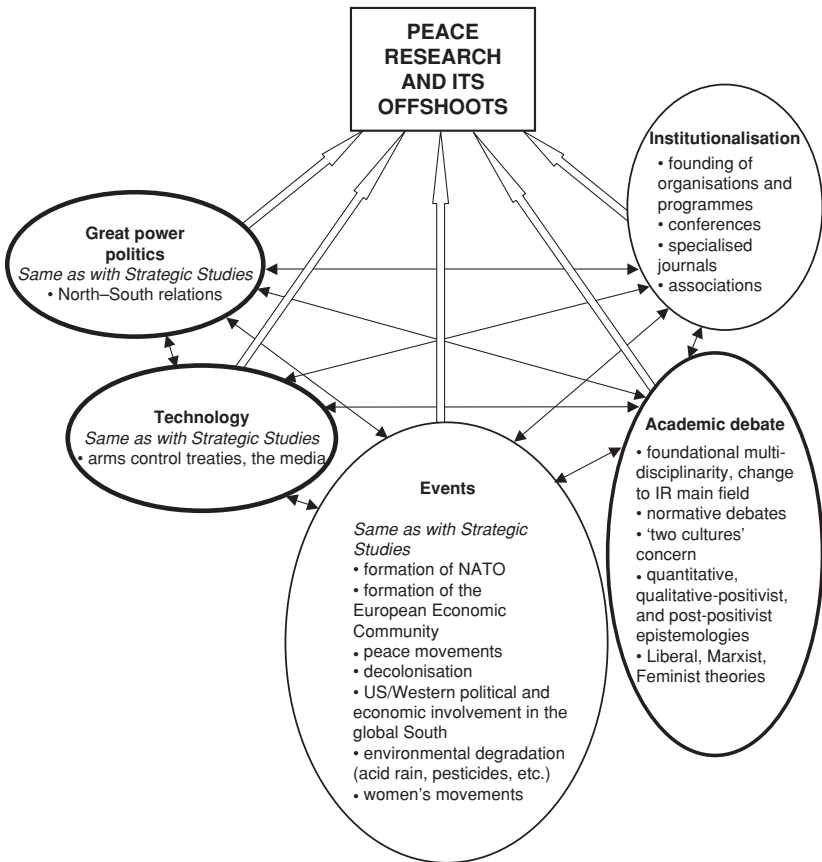 PEACE
RESEARCH
AND ITS
OFFSHOOTS
Institutionalisation
• founding of
organisations and
programmes
• conferences
• specialised
journals
• associations
Great power
politics
Same as with Strategic Studies
• North–South relations
Technology
Same as with Strategic Studies
• arms control treaties, the media
Events
Same as with Strategic
Studies
• formation of NATO
• formation of the
European Economic
Community
• peace movements
• decolonisation
• US/Western political and
economic involvement in the
global South
• environmental degradation
(acid rain, pesticides, etc.)
• women's movements
Academic debate
• foundational multi-
disciplinarity, change
to IR main field
• normative debates
• ‘two cultures’
concern
• quantitative,
qualitative-positivist,
and post-positivist
epistemologies
• Liberal, Marxist,
Feminist theories